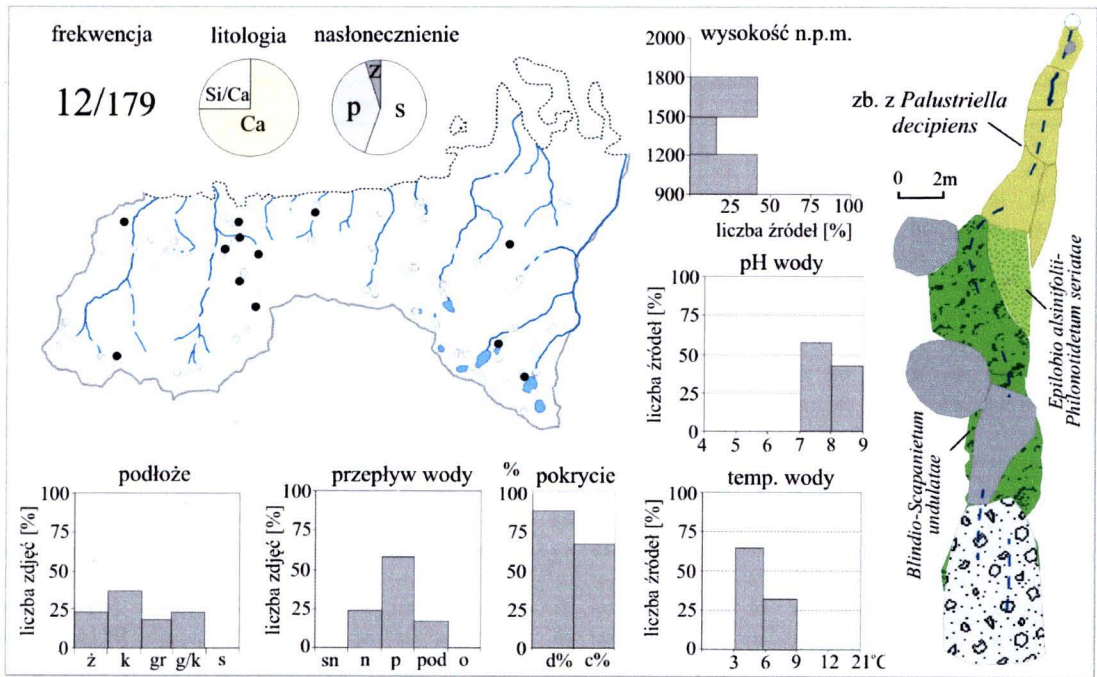 frekwencja
12/179
litologia
Si/Ca
Ca
nasłonecznienie
z
p
s
wysokość n.p.m.
2000
1800
1500
1200
900
25 50 75 100
liczba źródeł [%]
zb. z Palustriella
decipiens
0 2m
Epilobio alsinifolii-
Philonotidetum seriatae
Blindio-Scapanietum
undulatae
pH wody
liczba źródeł [%]
100
75
50
25
0
4 5 6 7 8 9
podłoże
liczba zdjęć [%]
100
75
50
25
0
ż k gr g/k s
przepływ wody
liczba zdjęć [%]
100
75
50
25
0
sn n p pod o
pokrycie
%
100
75
50
25
0
d% c%
temp. wody
liczba źródeł [%]
100
75
50
25
0
3 6 9 12 21°C